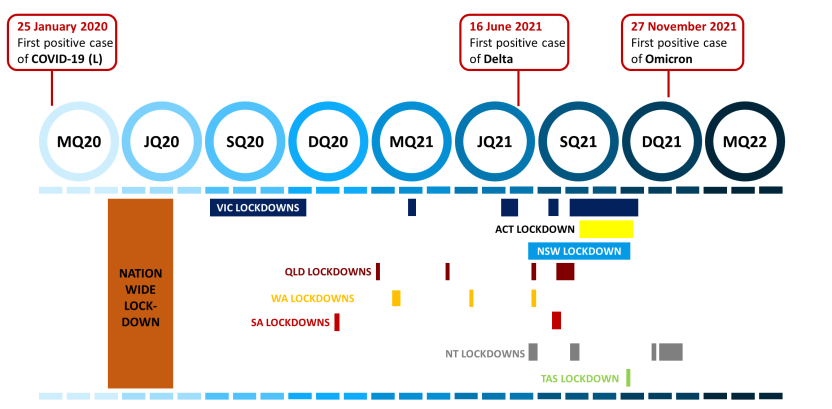 25 January 2020
First positive case
of COVID-19 (L)
16 June 2021
First positive case
of Delta
27 November 2021
First positive case
of Omicron
MQ20
JQ20
SQ20
DQ20
MQ21
JQ21
SQ21
DQ21
MQ22
VIC LOCKDOWNS
ACT LOCKDOWN
NSW LOCKDOWN
NATION
WIDE
LOCK-
DOWN
QLD LOCKDOWNS
WA LOCKDOWNS
SA LOCKDOWNS
NT LOCKDOWNS
TAS LOCKDOWN